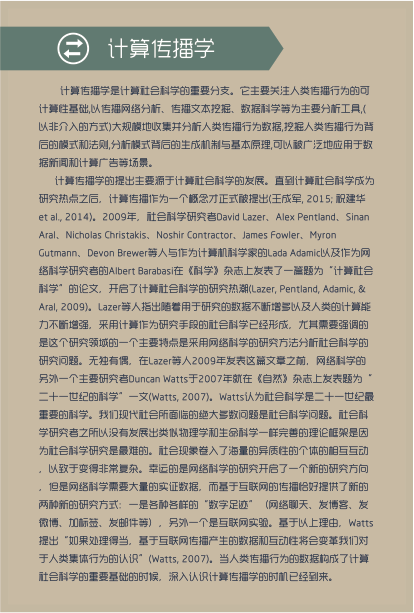 计算传播学
计算传播学是计算社会科学的重要分支。它主要关注人类传播行为的可
计算性基础,以传播网络分析、传播文本挖掘、数据科学等为主要分析工具,(
以非介入的方式)大规模地收集并分析人类传播行为数据,挖掘人类传播行为背
后的模式和法则,分析模式背后的生成机制与基本原理,可以被广泛地应用于数
据新闻和计算广告等场景。
计算传播学的提出主要源于计算社会科学的发展。直到计算社会科学成为
研究热点之后，计算传播作为一个概念才正式被提出(王成军, 2015; 祝建华
et al., 2014)。2009年，社会科学研究者David Lazer、Alex Pentland、Sinan
Aral、Nicholas Christakis、Noshir Contractor、James Fowler、Myron
Gutmann、Devon Brewer等人与作为计算机科学家的Lada Adamic以及作为网
络科学研究者的Albert Barabasi在《科学》杂志上发表了一篇题为“计算社会
科学”的论文，开启了计算社会科学的研究热潮(Lazer, Pentland, Adamic, &
Aral, 2009)。Lazer等人指出随着用于研究的数据不断增多以及人类的计算能
力不断增强，采用计算作为研究手段的社会科学已经形成，尤其需要强调的
是这个研究领域的一个主要特点是采用网络科学的研究方法分析社会科学的
研究问题。无独有偶，在Lazer等人2009年发表这篇文章之前，网络科学的
另外一个主要研究者Duncan Watts于2007年就在《自然》杂志上发表题为“
二十一世纪的科学”一文(Watts, 2007)。Watts认为社会科学是二十一世纪最
重要的科学。我们现代社会所面临的绝大多数问题是社会科学问题。社会科
学研究者之所以没有发展出类似物理学和生命科学一样完善的理论框架是因
为社会科学研究是最难的。社会现象卷入了海量的异质性的个体的相互互动
，以致于变得非常复杂。幸运的是网络科学的研究开启了一个新的研究方向
，但是网络科学需要大量的实证数据，而基于互联网的传播恰好提供了新的
两种新的研究方式：一是各种各样的“数字足迹”（网络聊天、发博客、发
微博、加标签、发邮件等），另外一个是互联网实验。基于以上理由，Watts
提出“如果处理得当，基于互联网传播产生的数据和互动性将会变革我们对
于人类集体行为的认识”(Watts, 2007)。当人类传播行为的数据构成了计算
社会科学的重要基础的时候，深入认识计算传播学的时机已经到来。